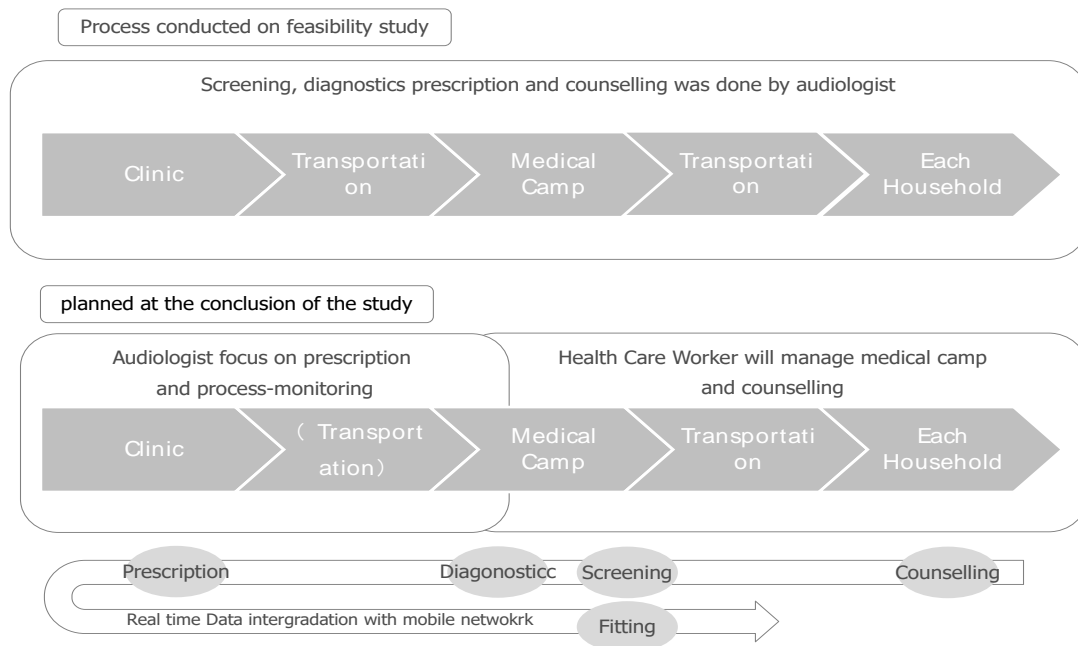 Process conducted on feasibility study
Screening, diagnostics prescription and counselling was done by audiologist
Clinic
Transportati
on
Medical
Camp
Transportati
on
Each
Household
planned at the conclusion of the study
Audiologist focus on prescription
and process-monitoring
Health Care Worker will manage medical camp
and counselling
Clinic
（ Transport
ation）
Medical
Camp
Transportati
on
Each
Household
Prescription
Diagonosticc
Screening
Counselling
Real time Data intergradation with mobile netwokrk
Fitting